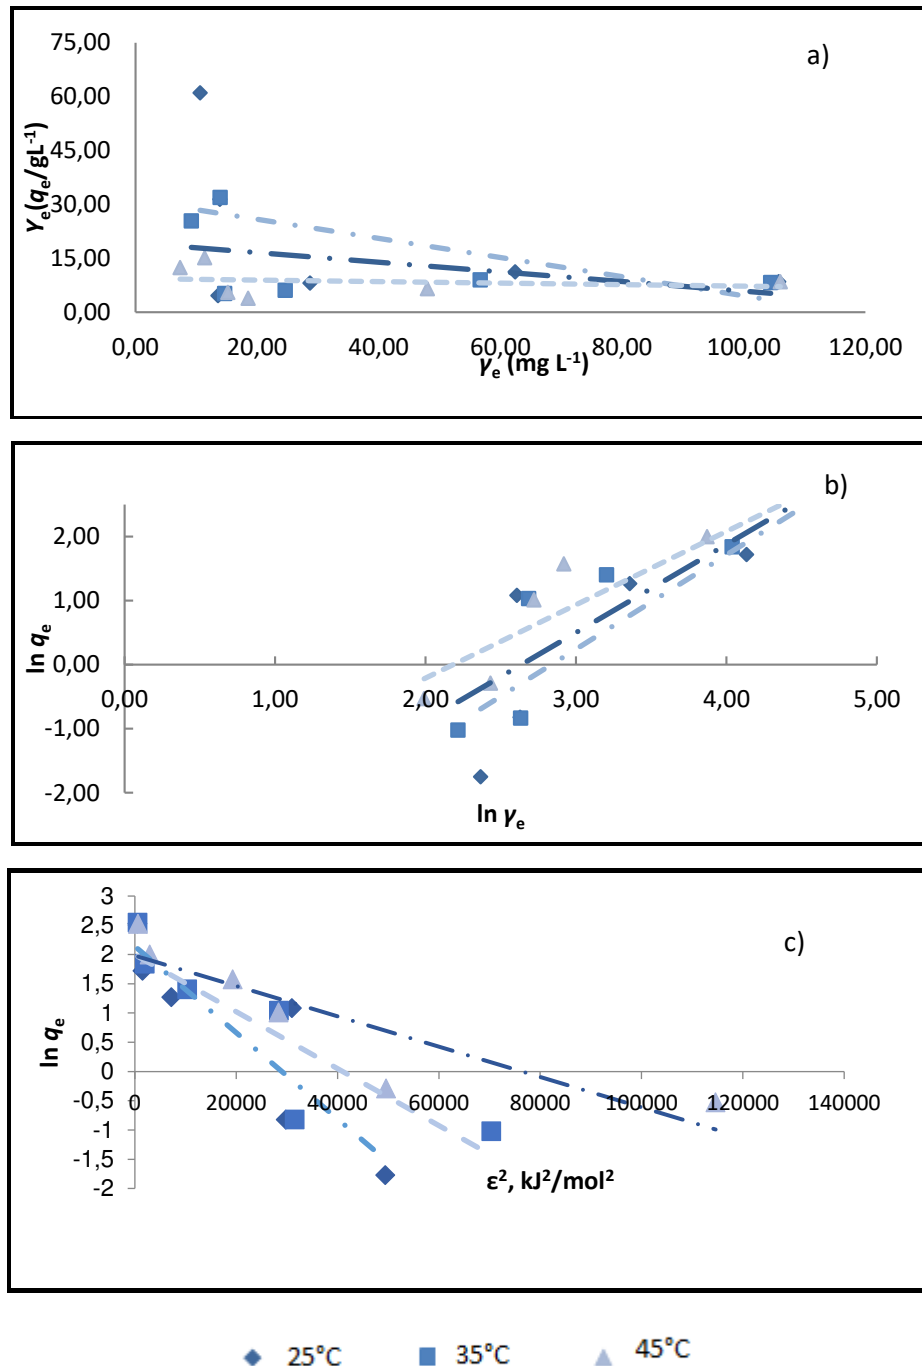 a)
75,00
60,00
45,00
30,00
15,00
0,00
Yₑ(qₑ/gL⁻¹)
0,00 20,00 40,00 60,00 80,00 100,00 120,00
γₑ (mg L⁻¹)
b)
2,00
1,00
0,00
-1,00
-2,00
ln qₑ
0,00 1,00 2,00 3,00 4,00 5,00
ln γₑ
c)
3
2,5
2
1,5
1
0,5
0
-0,5
-1
-1,5
-2
ln qₑ
0 20000 40000 60000 80000 100000 120000 140000
ε², kJ²/mol²
25°C 35°C 45°C